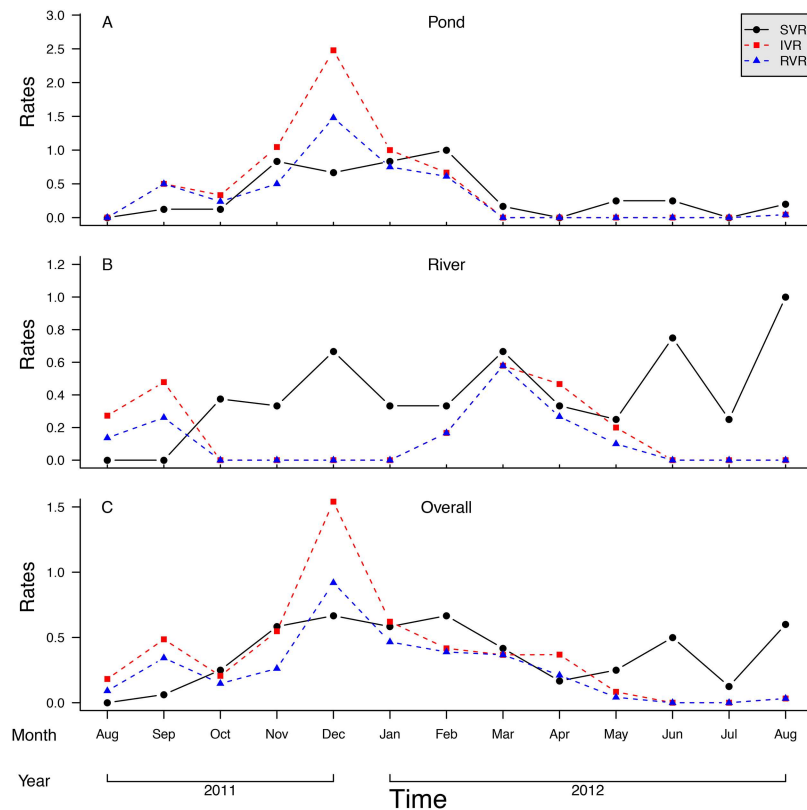 A
Pond
SVR
IVR
RVR
3.0
2.5
2.0
1.5
1.0
0.5
0.0
Rates
B
River
1.2
1.0
0.8
0.6
0.4
0.2
0.0
Rates
C
Overall
1.5
1.0
0.5
0.0
Rates
Month Aug Sep Oct Nov Dec Jan Feb Mar Apr May Jun Jul Aug
Year 2011 2012
Time